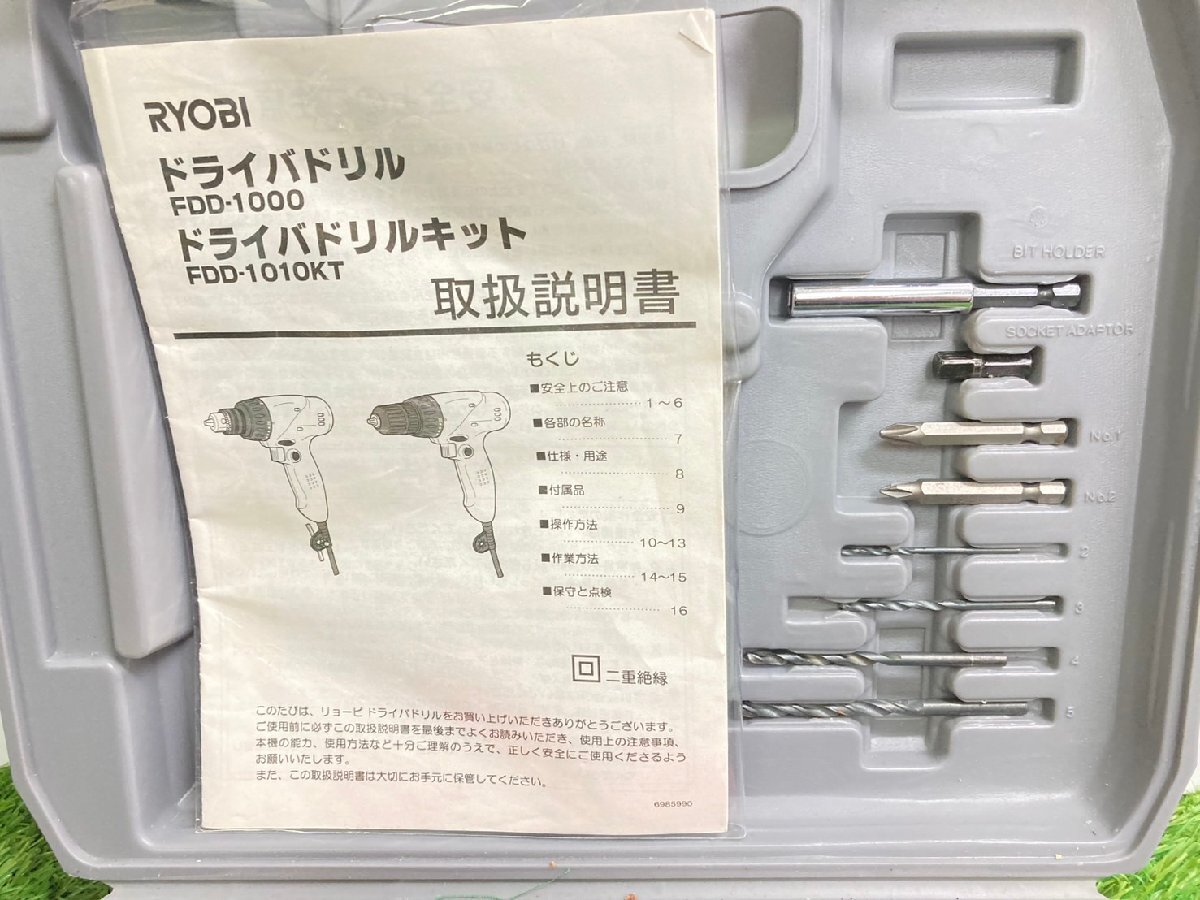 RYOBI
ドライバドリル
FDD-1000
ドライバドリルキット
FDD-1010KT
取扱説明書
もくじ
■安全上のご注意
1～6
■各部の名称
7
■仕様・用途
8
■付属品
9
■操作方法
10～13
■作業方法
14～15
■保守と点検
16
二重絶縁
このたびは、リョービ ドライバドリルをお買い上げいただきありがとうございます。
ご使用前に必ずこの取扱説明書を最後までよくお読みいただき、使用上の注意事項、
本機の能力、使用方法など十分ご理解のうえで、正しく安全にご使用くださるよう
お願いいたします。
また、この取扱説明書は大切にお手元に保管してください。
6985990
BIT HOLDER
SOCKET ADAPTOR
No.1
No.2
2
3
4
5